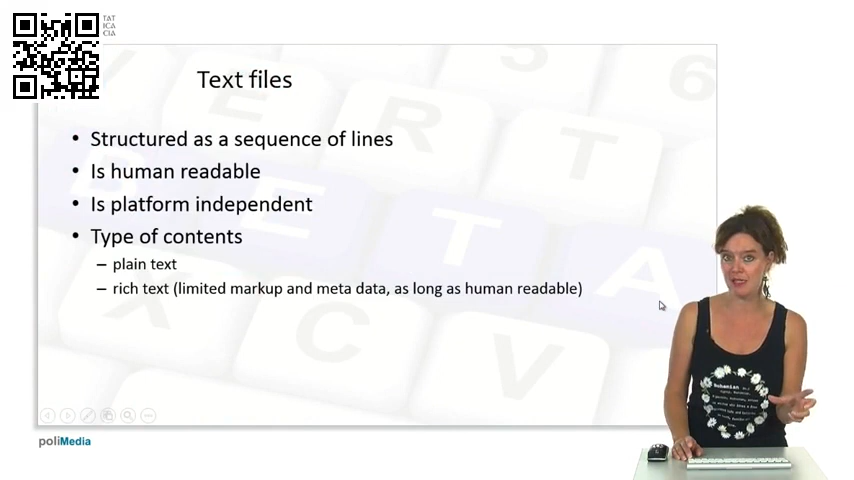 TAT
ICA
CIA
Text files
• Structured as a sequence of lines
• Is human readable
• Is platform independent
• Type of contents
– plain text
– rich text (limited markup and meta data, as long as human readable)
poliMedia
Bohemian